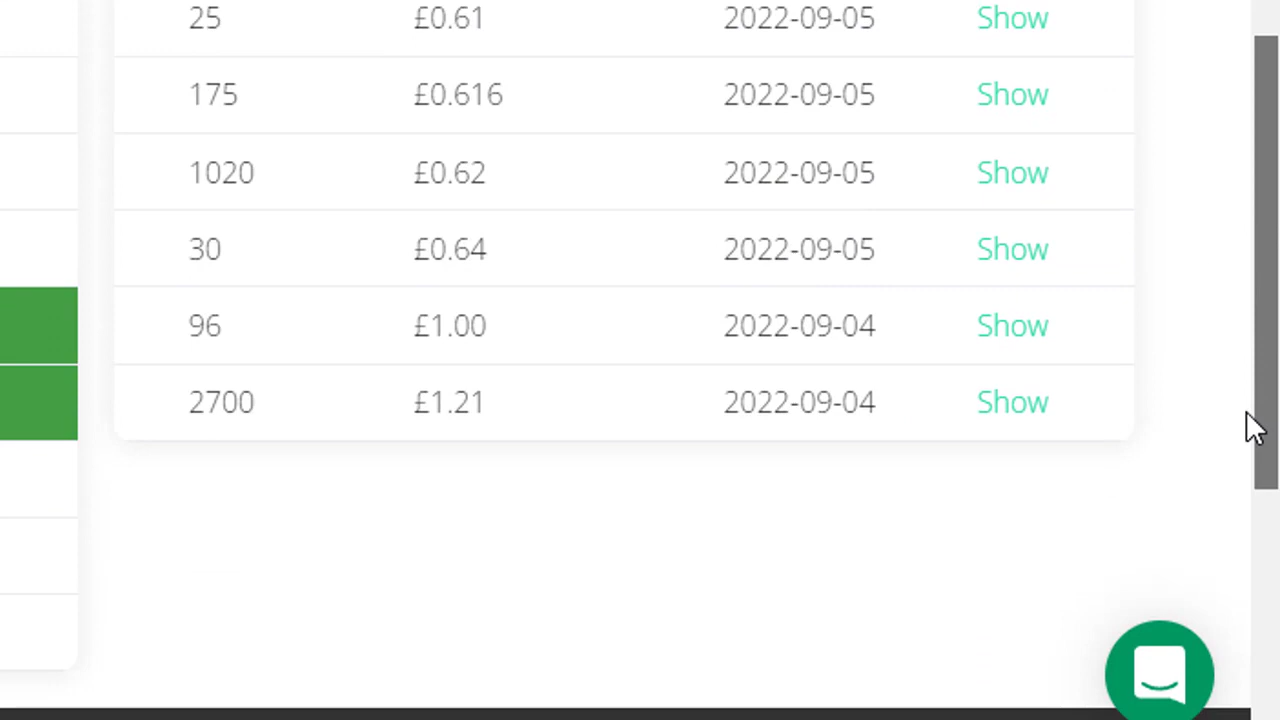 25 £0.61 2022-09-05 Show
175 £0.616 2022-09-05 Show
1020 £0.62 2022-09-05 Show
30 £0.64 2022-09-05 Show
96 £1.00 2022-09-04 Show
2700 £1.21 2022-09-04 Show